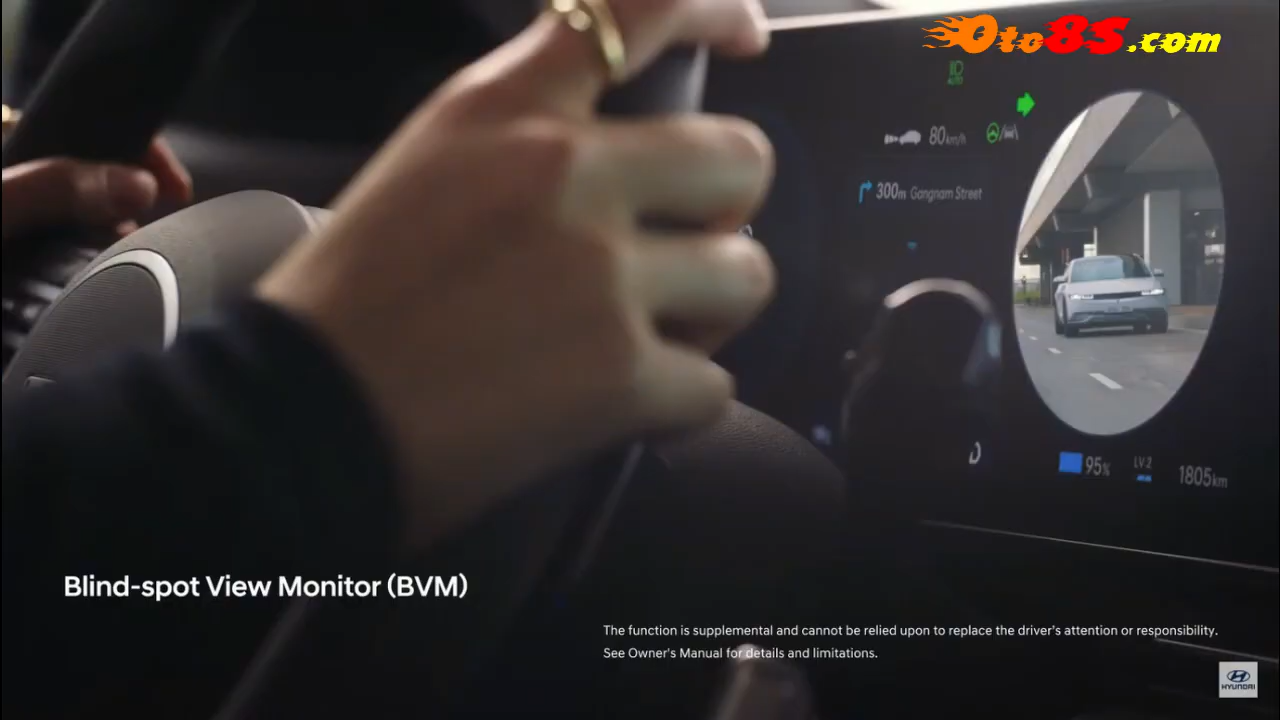 Oto8S.com
AUTO
80km/h
300m Gangnam Street
95%
LV.2
1805km
Blind-spot View Monitor (BVM)
The function is supplemental and cannot be relied upon to replace the driver's attention or responsibility.
See Owner's Manual for details and limitations.
HYUNDAI